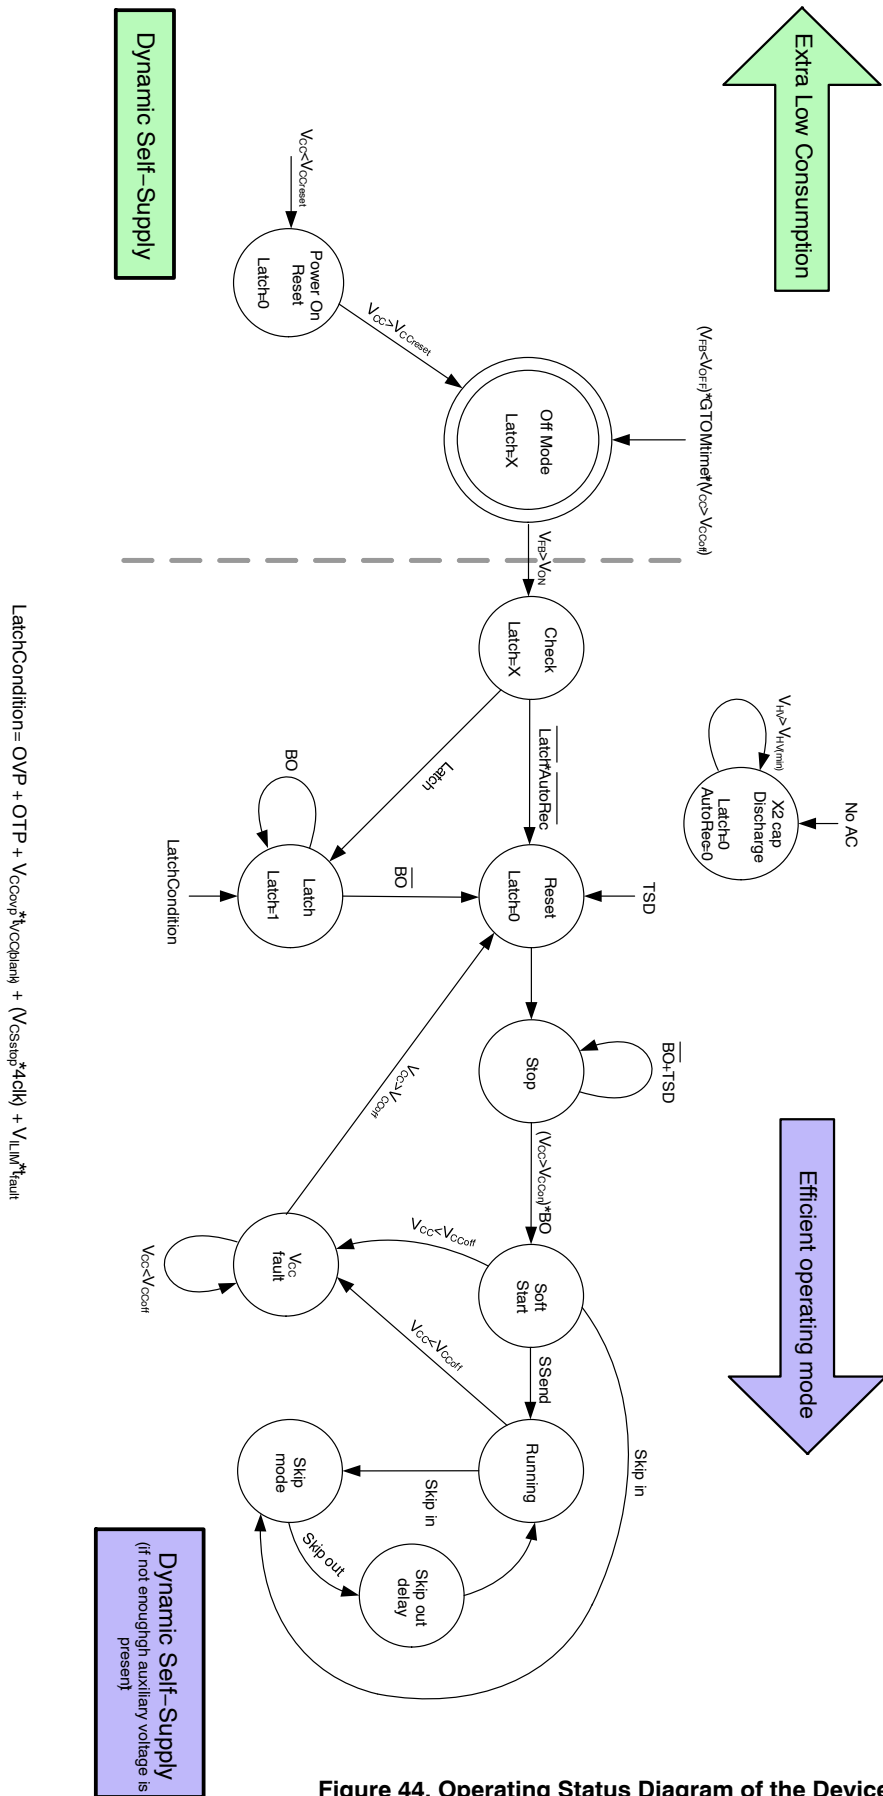 Extra Low Consumption
Efficient operating mode
Dynamic Self–Supply
Dynamic Self–Supply
(if not enoughgh auxiliary voltage is
present)
VCC<VCCreset
Power On
Reset
Latch=0
VCC>VCCreset
(VFB<VOFF)*GTOMtimer*(VCC>VCCoff)
Off Mode
Latch=X
VFB>VON
Check
Latch=X
Latch*AutoRec
Latch
No AC
X2 cap
Discharge
Latch=0
AutoRec=0
VHV>VHV(min)
TSD
Reset
Latch=0
BO
Latch
Latch=1
BO
LatchCondition
Stop
BO+TSD
(VCC>VCCon)*BO
Soft
Start
VCC<VCCoff
VCC>VCCoff
VCC
fault
VCC<VCCoff
VCC<VCCoff
SSend
Running
Skip in
Skip in
Skip
mode
Skip out
Skip out
delay
LatchCondition= OVP + OTP + VCCovp*tVCC(blank) + (VCSstop*4clk) + VILIM*tfault
Figure 44. Operating Status Diagram of the Device